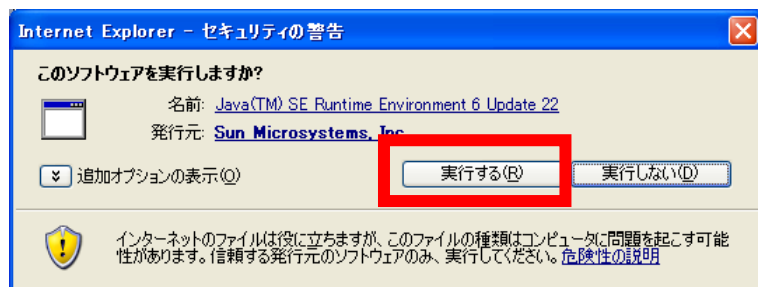 Internet Explorer - セキュリティの警告
このソフトウェアを実行しますか?
名前: Java(TM) SE Runtime Environment 6 Update 22
発行元: Sun Microsystems, Inc.
追加オプションの表示(O)
実行する(R)
実行しない(D)
インターネットのファイルは役に立ちますが、このファイルの種類はコンピュータに問題を起こす可能
性があります。信頼する発行元のソフトウェアのみ、実行してください。危険性の説明